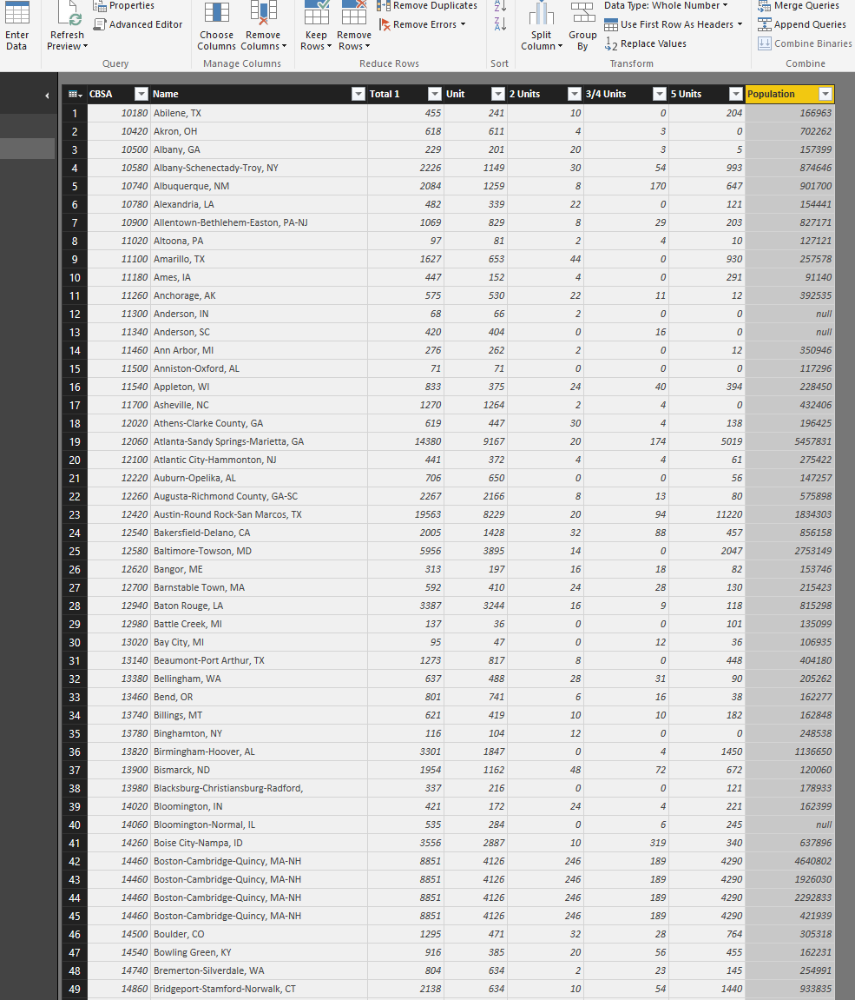 Enter Data
Refresh Preview
Properties
Advanced Editor
Query
Choose Columns
Remove Columns
Manage Columns
Keep Rows
Remove Rows
Remove Duplicates
Remove Errors
Reduce Rows
A Z
Z A
Sort
Split Column
Group By
Data Type: Whole Number
Use First Row As Headers
1 2 Replace Values
Transform
Merge Queries
Append Queries
Combine Binaries
Combine
CBSA Name Total 1 Unit 2 Units 3/4 Units 5 Units Population
1 10180 Abilene, TX 455 241 10 0 204 166963
2 10420 Akron, OH 618 611 4 3 0 702262
3 10500 Albany, GA 229 201 20 3 5 157399
4 10580 Albany-Schenectady-Troy, NY 2226 1149 30 54 993 874646
5 10740 Albuquerque, NM 2084 1259 8 170 647 901700
6 10780 Alexandria, LA 482 339 22 0 121 154441
7 10900 Allentown-Bethlehem-Easton, PA-NJ 1069 829 8 29 203 827171
8 11020 Altoona, PA 97 81 2 4 10 127121
9 11100 Amarillo, TX 1627 653 44 0 930 257578
10 11180 Ames, IA 447 152 4 0 291 91140
11 11260 Anchorage, AK 575 530 22 11 12 392535
12 11300 Anderson, IN 68 66 2 0 0 null
13 11340 Anderson, SC 420 404 0 16 0 null
14 11460 Ann Arbor, MI 276 262 2 0 12 350946
15 11500 Anniston-Oxford, AL 71 71 0 0 0 117296
16 11540 Appleton, WI 833 375 24 40 394 228450
17 11700 Asheville, NC 1270 1264 2 4 0 432406
18 12020 Athens-Clarke County, GA 619 447 30 4 138 196425
19 12060 Atlanta-Sandy Springs-Marietta, GA 14380 9167 20 174 5019 5457831
20 12100 Atlantic City-Hammonton, NJ 441 372 4 4 61 275422
21 12220 Auburn-Opelika, AL 706 650 0 0 56 147257
22 12260 Augusta-Richmond County, GA-SC 2267 2166 8 13 80 575898
23 12420 Austin-Round Rock-San Marcos, TX 19563 8229 20 94 11220 1834303
24 12540 Bakersfield-Delano, CA 2005 1428 32 88 457 856158
25 12580 Baltimore-Towson, MD 5956 3895 14 0 2047 2753149
26 12620 Bangor, ME 313 197 16 18 82 153746
27 12700 Barnstable Town, MA 592 410 24 28 130 215423
28 12940 Baton Rouge, LA 3387 3244 16 9 118 815298
29 12980 Battle Creek, MI 137 36 0 0 101 135099
30 13020 Bay City, MI 95 47 0 12 36 106935
31 13140 Beaumont-Port Arthur, TX 1273 817 8 0 448 404180
32 13380 Bellingham, WA 637 488 28 31 90 205262
33 13460 Bend, OR 801 741 6 16 38 162277
34 13740 Billings, MT 621 419 10 10 182 162848
35 13780 Binghamton, NY 116 104 12 0 0 248538
36 13820 Birmingham-Hoover, AL 3301 1847 0 4 1450 1136650
37 13900 Bismarck, ND 1954 1162 48 72 672 120060
38 13980 Blacksburg-Christiansburg-Radford, 337 216 0 0 121 178933
39 14020 Bloomington, IN 421 172 24 4 221 162399
40 14060 Bloomington-Normal, IL 535 284 0 6 245 null
41 14260 Boise City-Nampa, ID 3556 2887 10 319 340 637896
42 14460 Boston-Cambridge-Quincy, MA-NH 8851 4126 246 189 4290 4640802
43 14460 Boston-Cambridge-Quincy, MA-NH 8851 4126 246 189 4290 1926030
44 14460 Boston-Cambridge-Quincy, MA-NH 8851 4126 246 189 4290 2292833
45 14460 Boston-Cambridge-Quincy, MA-NH 8851 4126 246 189 4290 421939
46 14500 Boulder, CO 1295 471 32 28 764 305318
47 14540 Bowling Green, KY 916 385 20 56 455 162231
48 14740 Bremerton-Silverdale, WA 804 634 2 23 145 254991
49 14860 Bridgeport-Stamford-Norwalk, CT 2138 634 10 54 1440 933835